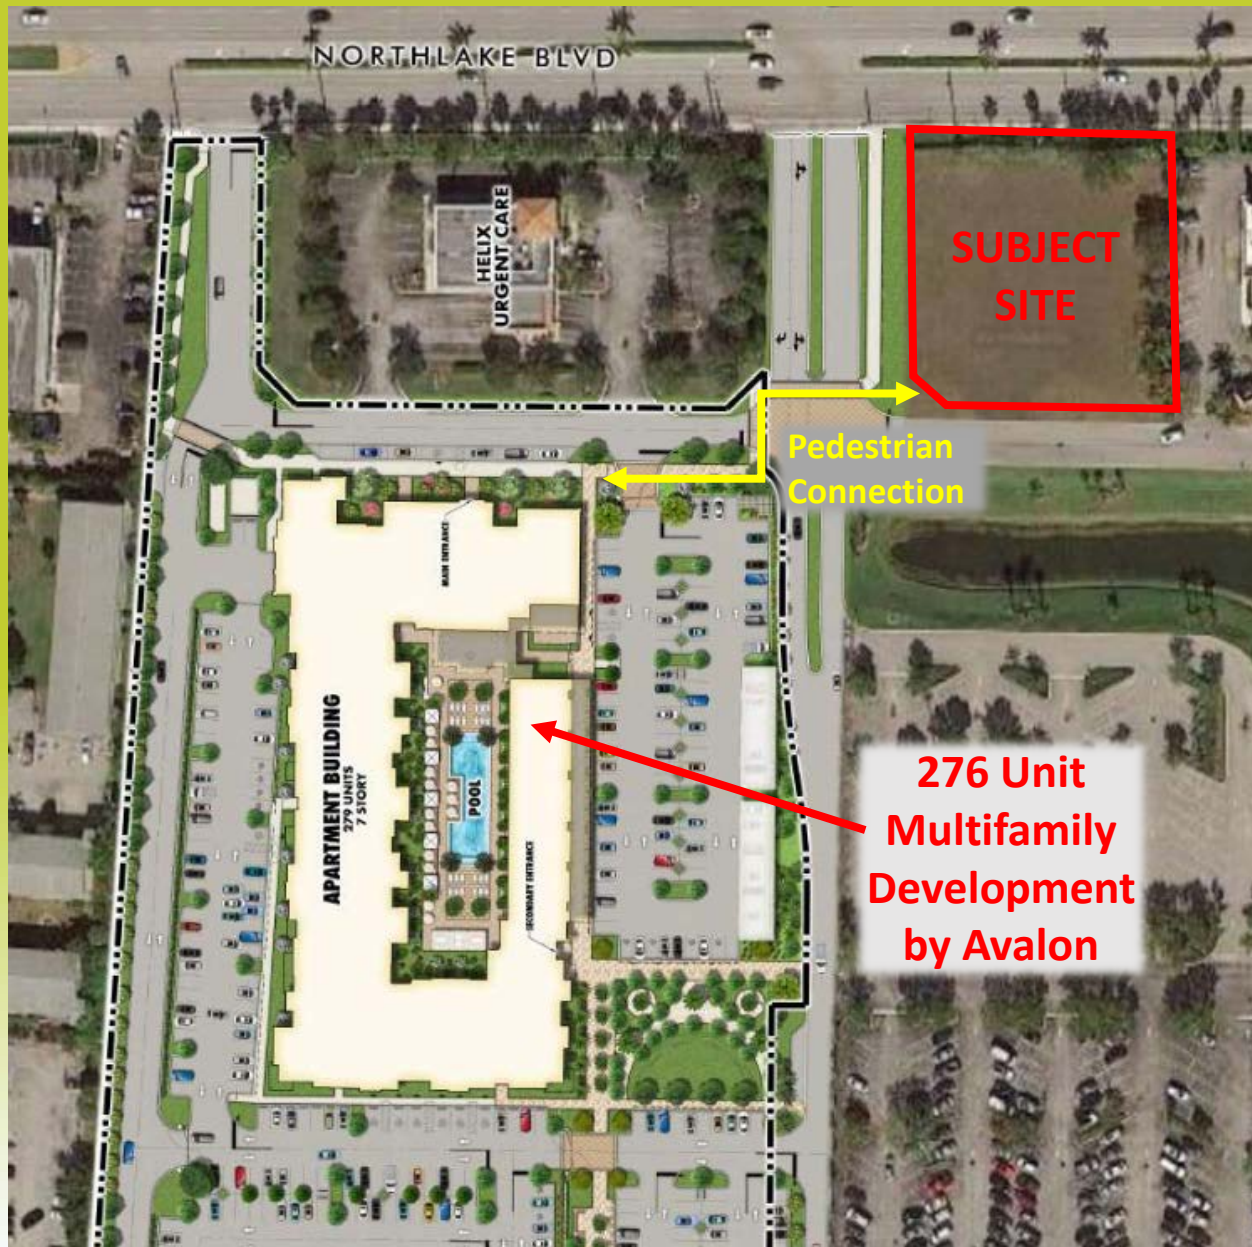 NORTHLAKE BLVD
HELIX
URGENT CARE
SUBJECT
SITE
Pedestrian
Connection
MAIN ENTRANCE
APARTMENT BUILDING
279 UNITS
7 STORY
POOL
SECONDARY ENTRANCE
276 Unit
Multifamily
Development
by Avalon